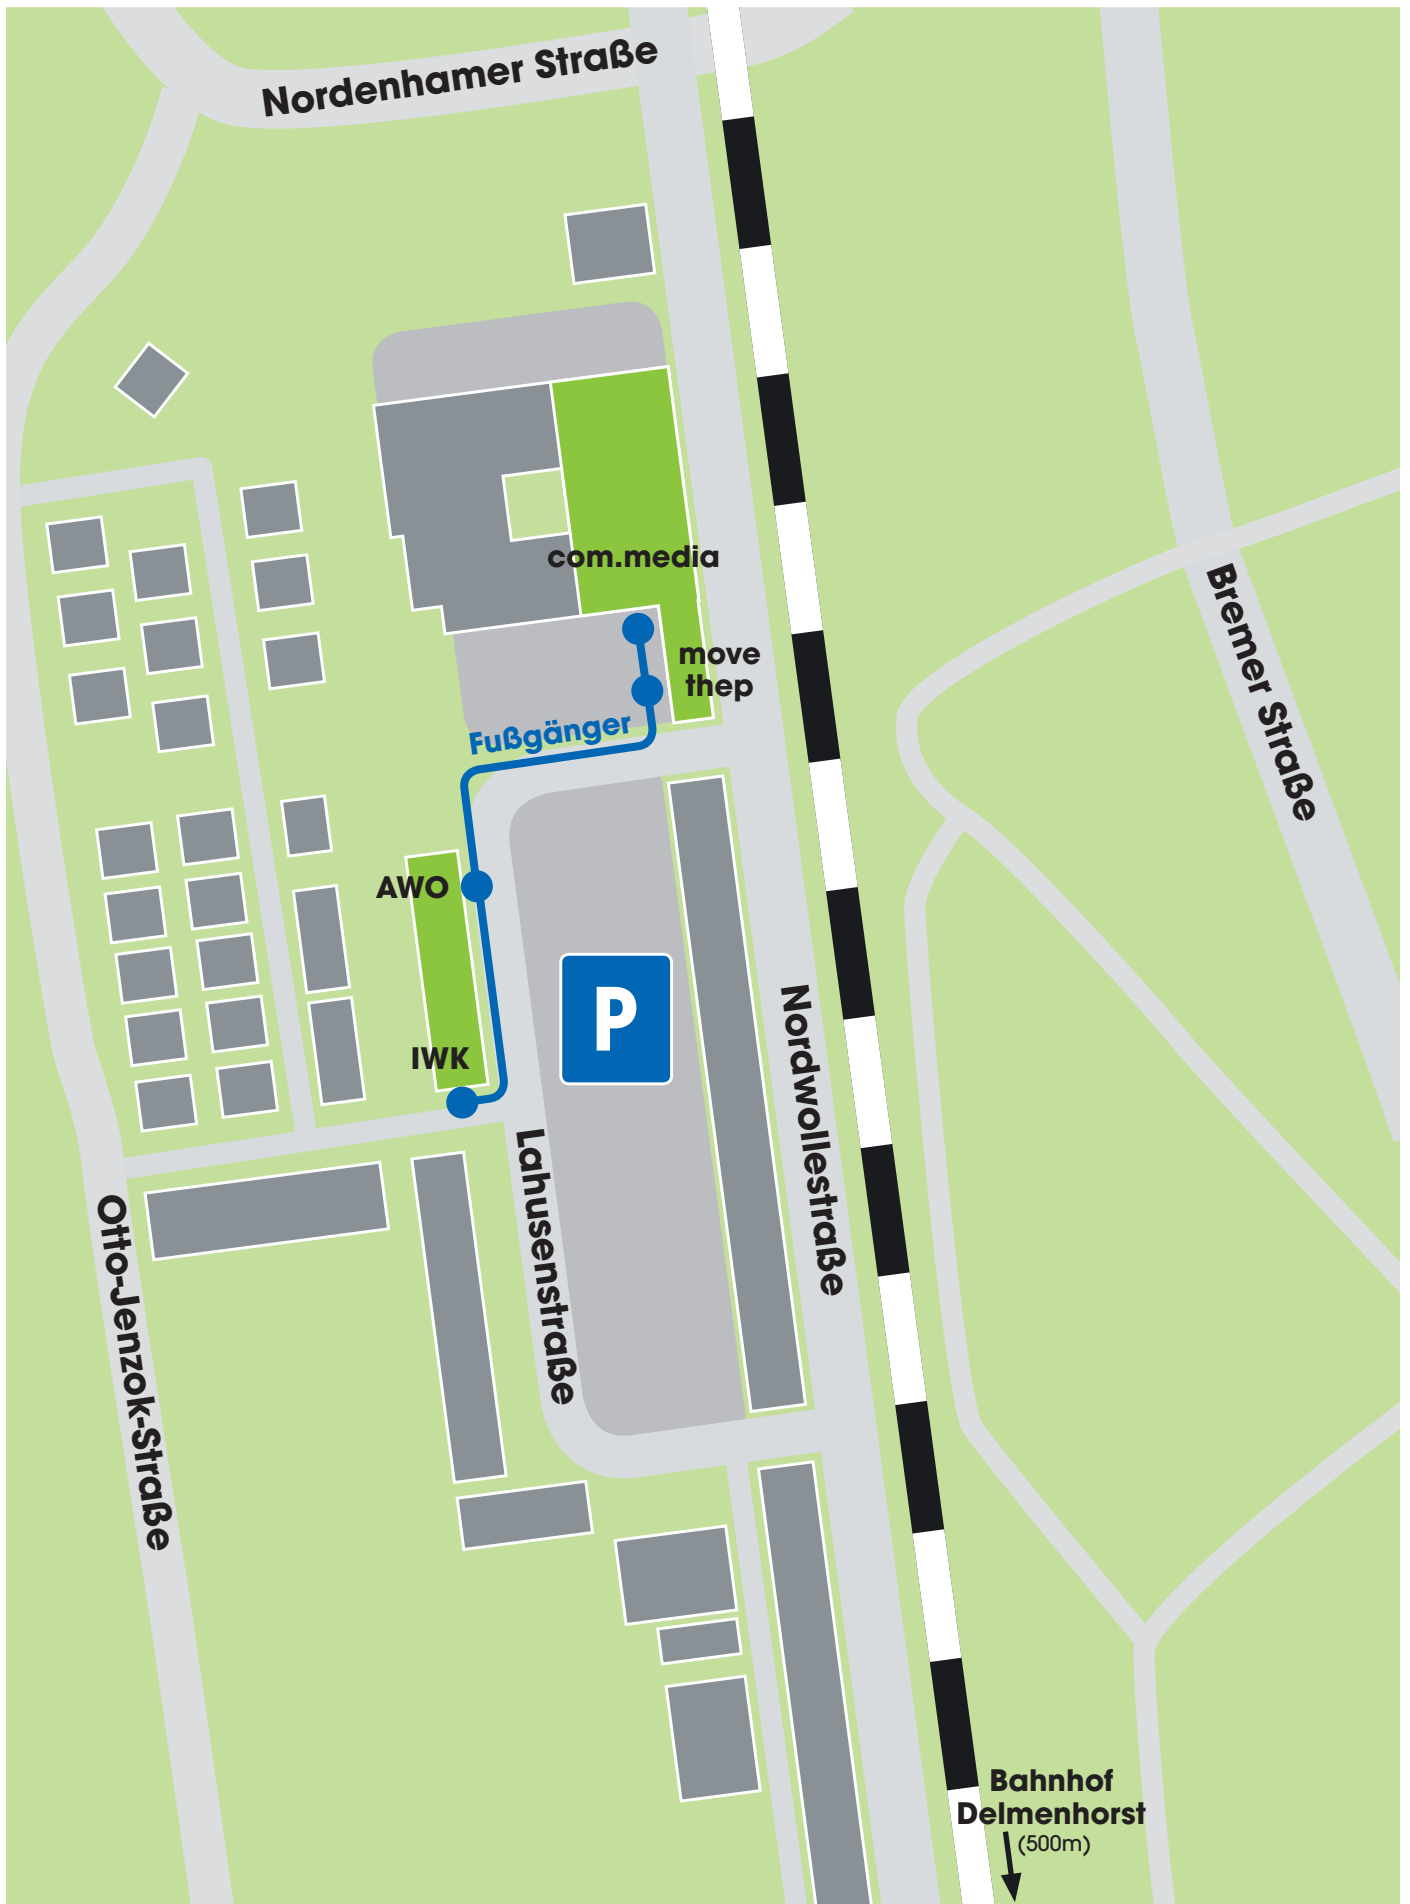 Nordenhamer Straße
com.media
Bremer Straße
move
thep
Fußgänger
AWO
P
Nordwollestraße
IWK
Lahusenstraße
Otto-Jenzok-Straße
Bahnhof
Delmenhorst
(500m)